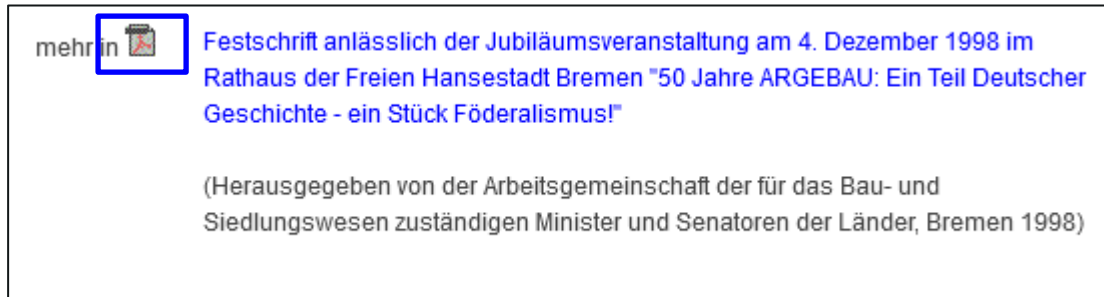 mehr in
Festschrift anlässlich der Jubiläumsveranstaltung am 4. Dezember 1998 im
Rathaus der Freien Hansestadt Bremen "50 Jahre ARGEBAU: Ein Teil Deutscher
Geschichte - ein Stück Föderalismus!"
(Herausgegeben von der Arbeitsgemeinschaft der für das Bau- und
Siedlungswesen zuständigen Minister und Senatoren der Länder, Bremen 1998)